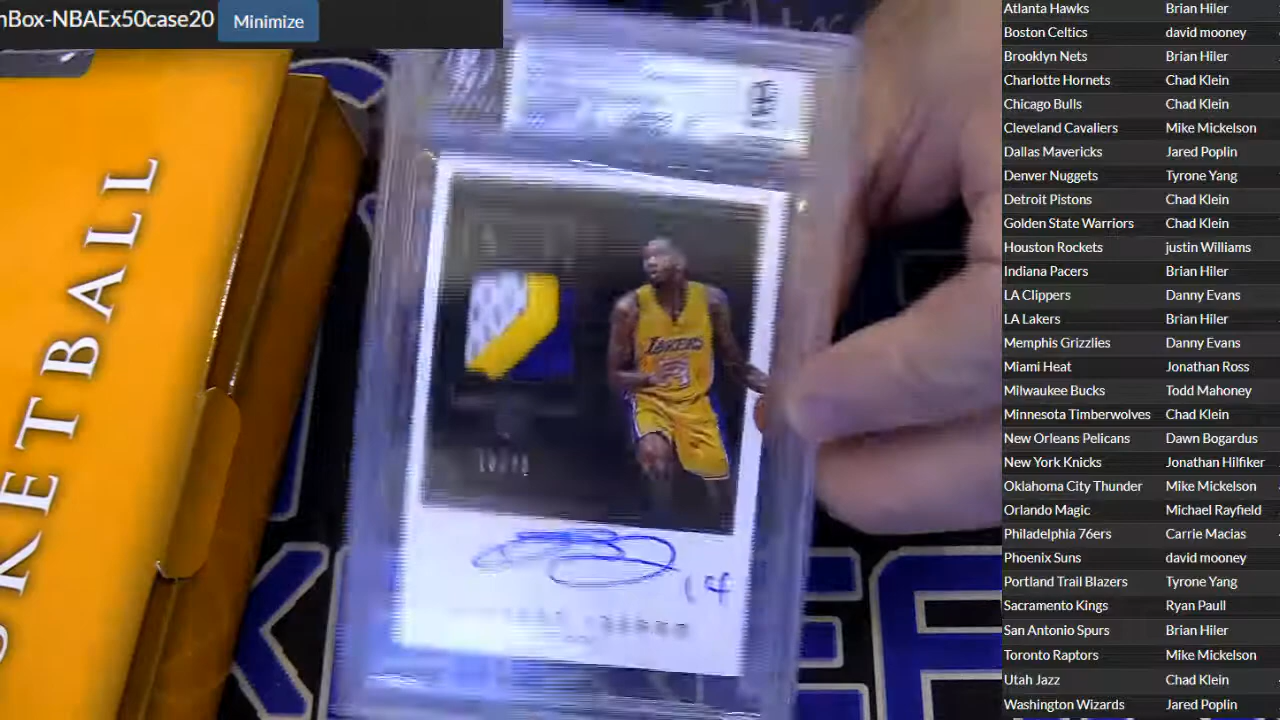 nBox-NBAEx50case20 Minimize
KETBALL
LAKERS
14
Atlanta Hawks Brian Hiler
Boston Celtics david mooney
Brooklyn Nets Brian Hiler
Charlotte Hornets Chad Klein
Chicago Bulls Chad Klein
Cleveland Cavaliers Mike Mickelson
Dallas Mavericks Jared Poplin
Denver Nuggets Tyrone Yang
Detroit Pistons Chad Klein
Golden State Warriors Chad Klein
Houston Rockets justin Williams
Indiana Pacers Brian Hiler
LA Clippers Danny Evans
LA Lakers Brian Hiler
Memphis Grizzlies Danny Evans
Miami Heat Jonathan Ross
Milwaukee Bucks Todd Mahoney
Minnesota Timberwolves Chad Klein
New Orleans Pelicans Dawn Bogardus
New York Knicks Jonathan Hilfiker
Oklahoma City Thunder Mike Mickelson
Orlando Magic Michael Rayfield
Philadelphia 76ers Carrie Macias
Phoenix Suns david mooney
Portland Trail Blazers Tyrone Yang
Sacramento Kings Ryan Paull
San Antonio Spurs Brian Hiler
Toronto Raptors Mike Mickelson
Utah Jazz Chad Klein
Washington Wizards Jared Poplin